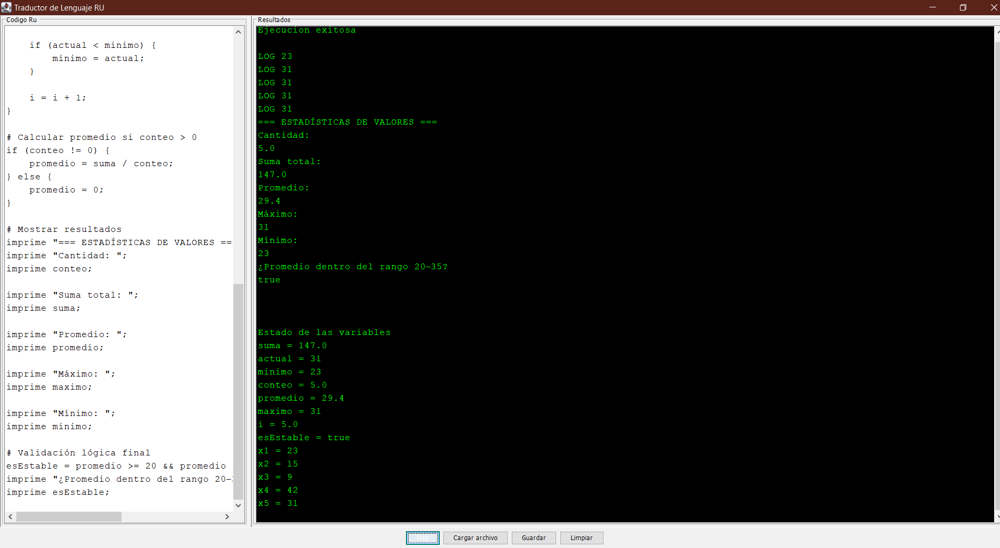 Traductor de Lenguaje RU
Codigo Ru
    if (actual < minimo) {
        minimo = actual;
    }
    i = i + 1;
}
# Calcular promedio si conteo > 0
if (conteo != 0) {
    promedio = suma / conteo;
} else {
    promedio = 0;
}
# Mostrar resultados
imprime "=== ESTADÍSTICAS DE VALORES ==
imprime "Cantidad: ";
imprime conteo;
imprime "Suma total: ";
imprime suma;
imprime "Promedio: ";
imprime promedio;
imprime "Máximo: ";
imprime maximo;
imprime "Mínimo: ";
imprime minimo;
# Validación lógica final
esEstable = promedio >= 20 && promedio
imprime "¿Promedio dentro del rango 20-
imprime esEstable;
Resultados
Ejecucion exitosa
LOG 23
LOG 31
LOG 31
LOG 31
LOG 31
=== ESTADÍSTICAS DE VALORES ===
Cantidad:
5.0
Suma total:
147.0
Promedio:
29.4
Máximo:
31
Mínimo:
23
¿Promedio dentro del rango 20-35?
true
Estado de las variables
suma = 147.0
actual = 31
minimo = 23
conteo = 5.0
promedio = 29.4
maximo = 31
i = 5.0
esEstable = true
x1 = 23
x2 = 15
x3 = 9
x4 = 42
x5 = 31
Cargar archivo
Guardar
Limpiar